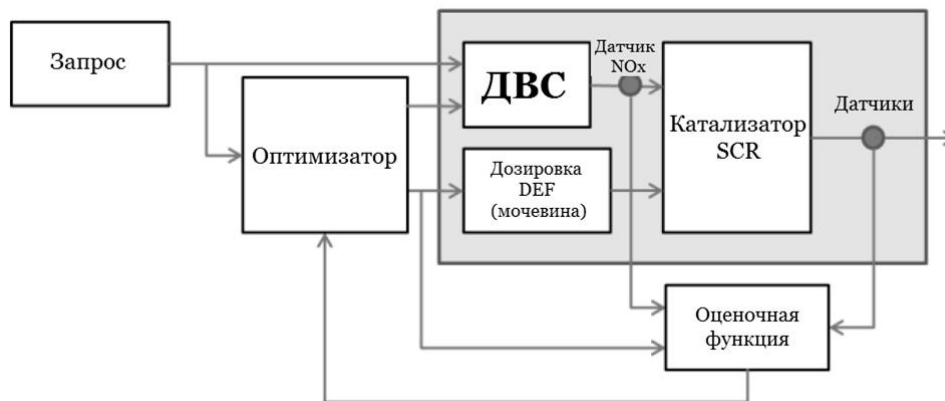 Запрос
Оптимизатор
ДВС
Датчик
NOx
Дозировка
DEF
(мочевина)
Катализатор
SCR
Датчики
Оценочная
функция